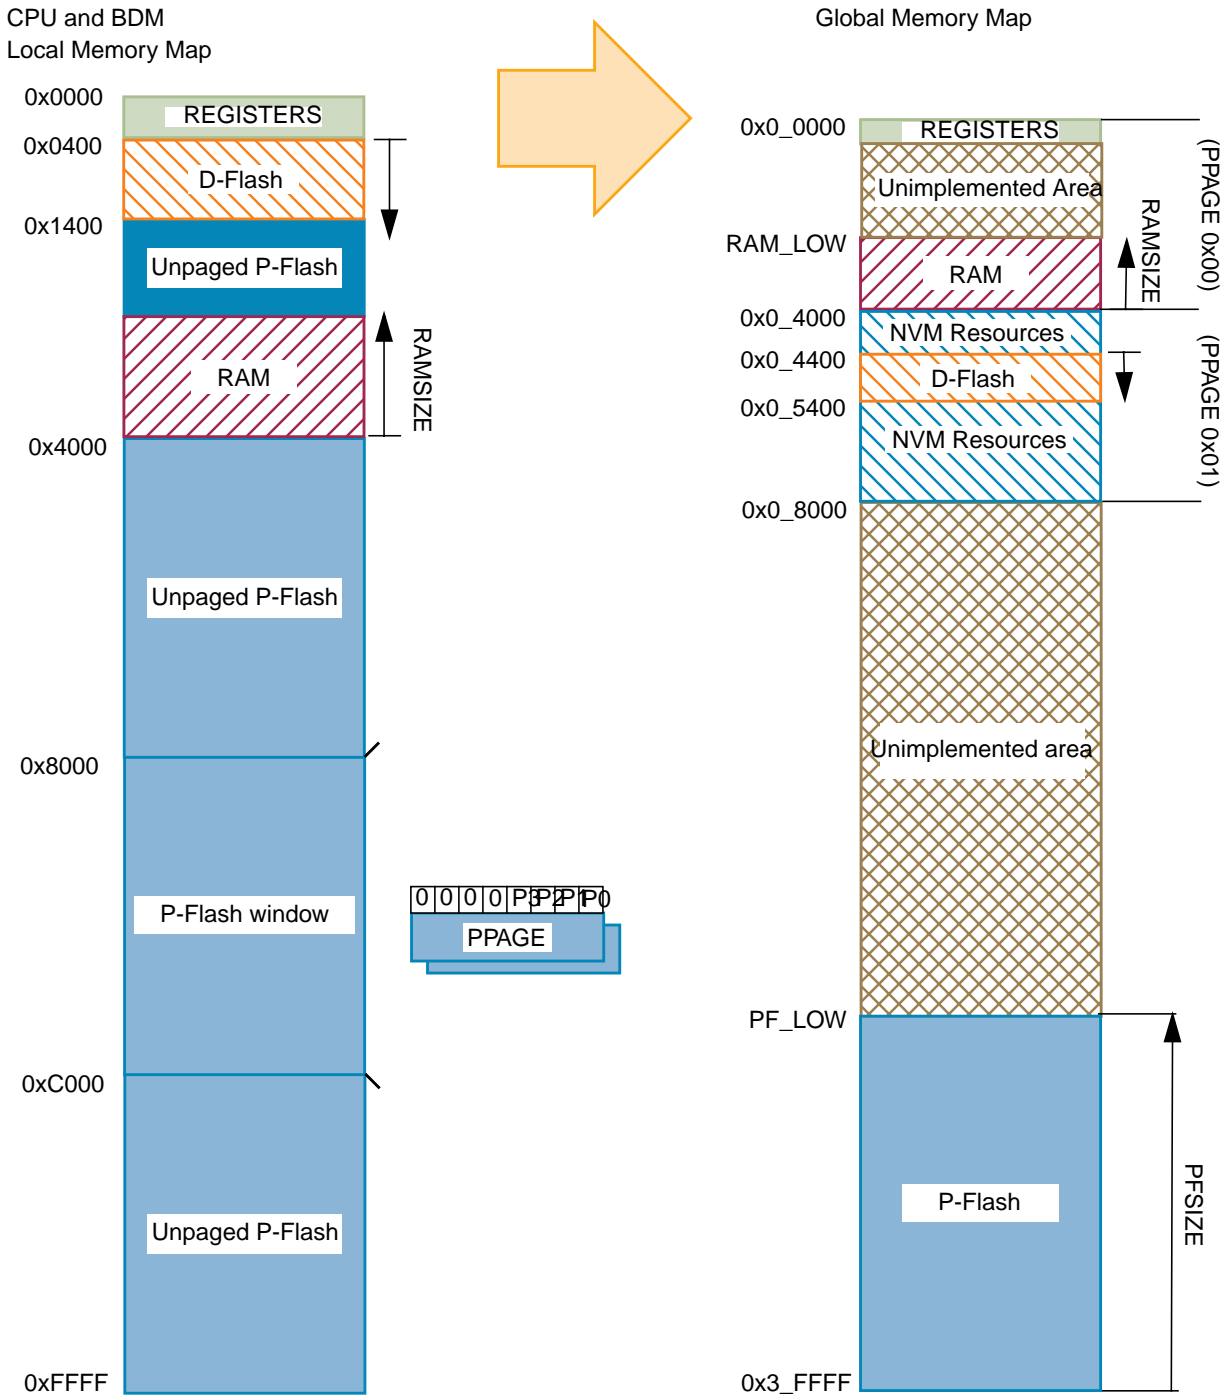 CPU and BDM
Local Memory Map
Global Memory Map
0x0000
REGISTERS
0x0400
D-Flash
0x1400
Unpaged P-Flash
RAM
RAMSIZE
0x4000
Unpaged P-Flash
0x8000
P-Flash window
0 0 0 0 P3 P2 P1 P0
PPAGE
0xC000
Unpaged P-Flash
0xFFFF
0x0_0000
REGISTERS
Unimplemented Area
RAM_LOW
RAM
RAMSIZE
(PPAGE 0x00)
0x0_4000
NVM Resources
0x0_4400
D-Flash
0x0_5400
NVM Resources
(PPAGE 0x01)
0x0_8000
Unimplemented area
PF_LOW
P-Flash
PFSIZE
0x3_FFFF